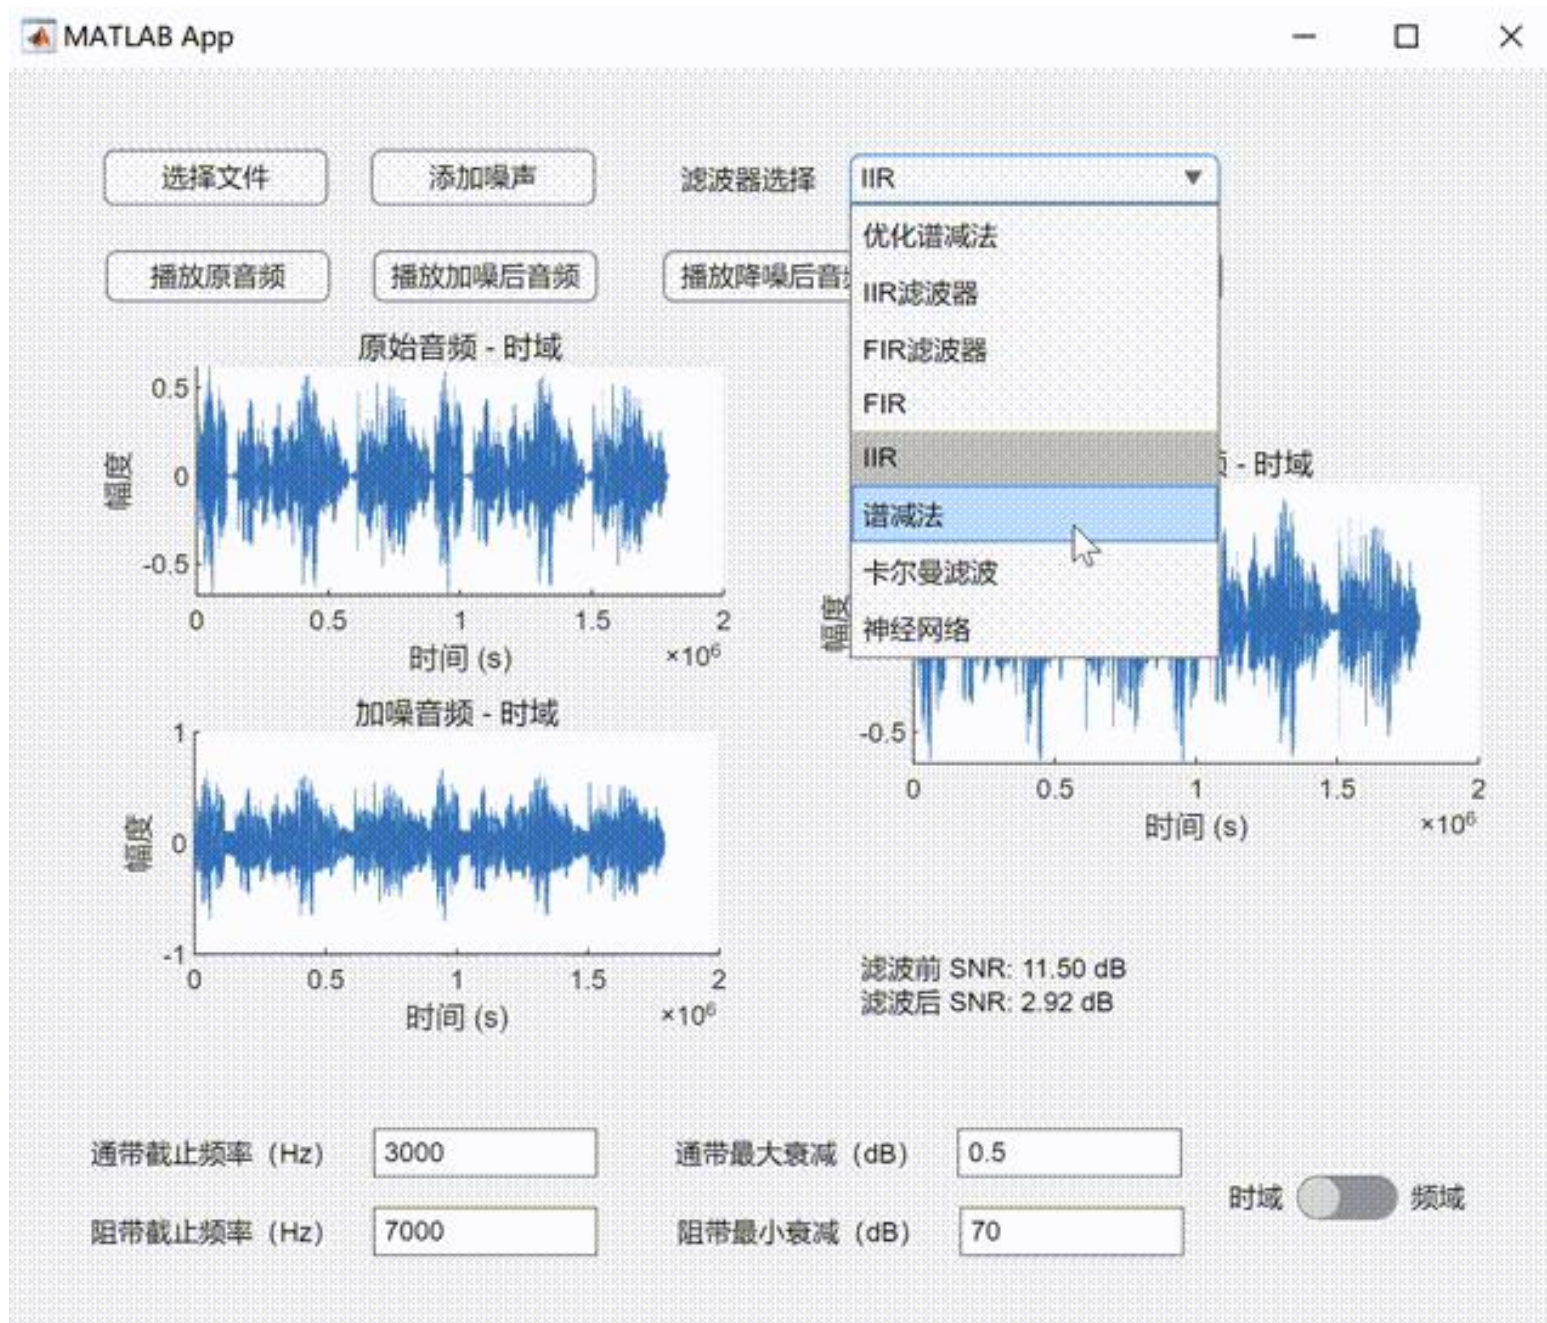 MATLAB App
选择文件
添加噪声
滤波器选择
IIR
播放原音频
播放加噪后音频
播放降噪后音
优化谱减法
IIR滤波器
FIR滤波器
FIR
IIR
谱减法
卡尔曼滤波
神经网络
原始音频 - 时域
幅度
0.5
0
-0.5
0
0.5
1
1.5
2
时间 (s)
×10⁶
加噪音频 - 时域
幅度
1
0
-1
0
0.5
1
1.5
2
时间 (s)
×10⁶
- 时域
幅度
-0.5
0
0.5
1
1.5
2
时间 (s)
×10⁶
滤波前 SNR: 11.50 dB
滤波后 SNR: 2.92 dB
通带截止频率 (Hz)
3000
通带最大衰减 (dB)
0.5
阻带截止频率 (Hz)
7000
阻带最小衰减 (dB)
70
时域
频域